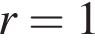 r = 1